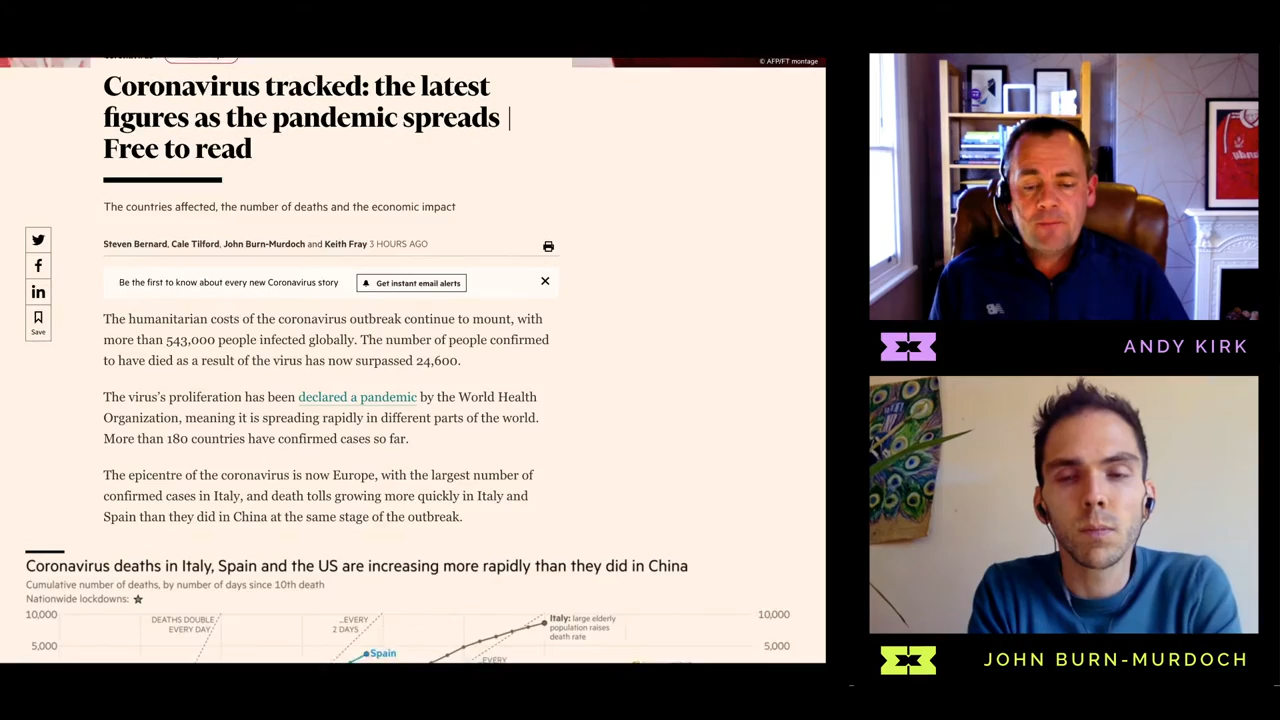 © AFP/FT montage
Coronavirus tracked: the latest
figures as the pandemic spreads |
Free to read
The countries affected, the number of deaths and the economic impact
Steven Bernard, Cale Tilford, John Burn-Murdoch and Keith Fray 3 HOURS AGO
Be the first to know about every new Coronavirus story
Get instant email alerts
Save
The humanitarian costs of the coronavirus outbreak continue to mount, with
more than 543,000 people infected globally. The number of people confirmed
to have died as a result of the virus has now surpassed 24,600.
The virus’s proliferation has been declared a pandemic by the World Health
Organization, meaning it is spreading rapidly in different parts of the world.
More than 180 countries have confirmed cases so far.
The epicentre of the coronavirus is now Europe, with the largest number of
confirmed cases in Italy, and death tolls growing more quickly in Italy and
Spain than they did in China at the same stage of the outbreak.
Coronavirus deaths in Italy, Spain and the US are increasing more rapidly than they did in China
Cumulative number of deaths, by number of days since 10th death
Nationwide lockdowns:
10,000
DEATHS DOUBLE
EVERY DAY
...EVERY
2 DAYS
Italy: large elderly
population raises
death rate
10,000
5,000
Spain
...EVERY
5,000
ANDY KIRK
JOHN BURN-MURDOCH